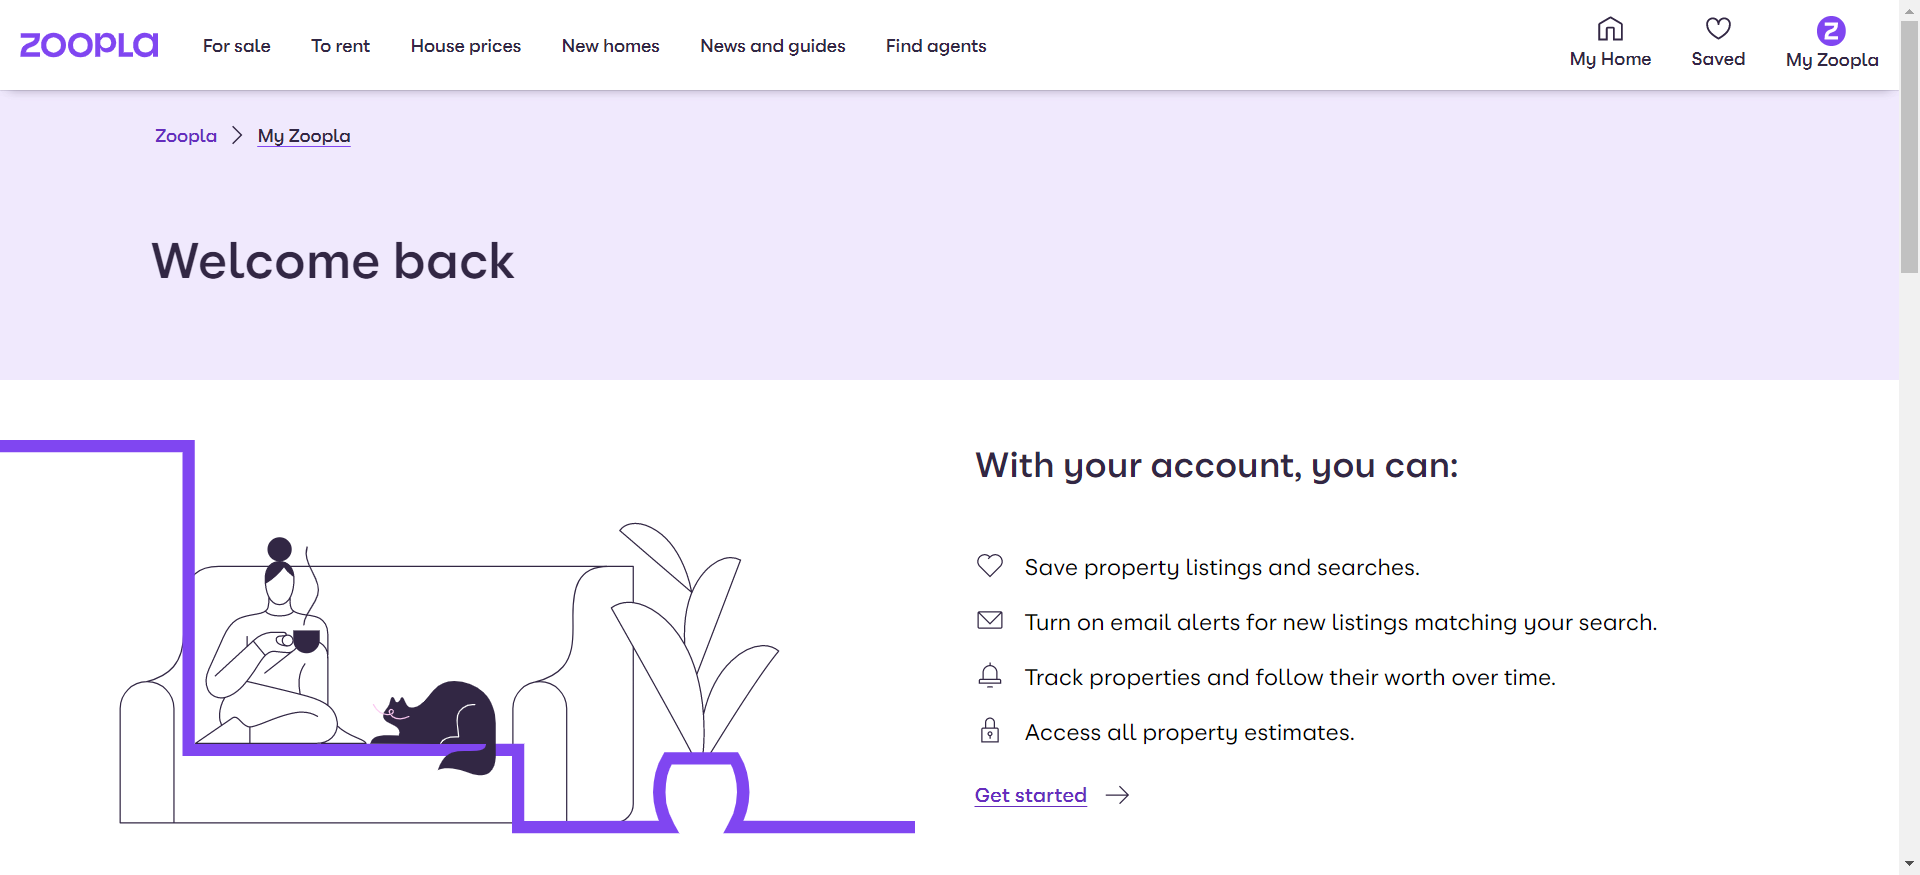 zoopla
For sale
To rent
House prices
New homes
News and guides
Find agents
My Home
Saved
Z
My Zoopla
Zoopla
My Zoopla
Welcome back
With your account, you can:
Save property listings and searches.
Turn on email alerts for new listings matching your search.
Track properties and follow their worth over time.
Access all property estimates.
Get started